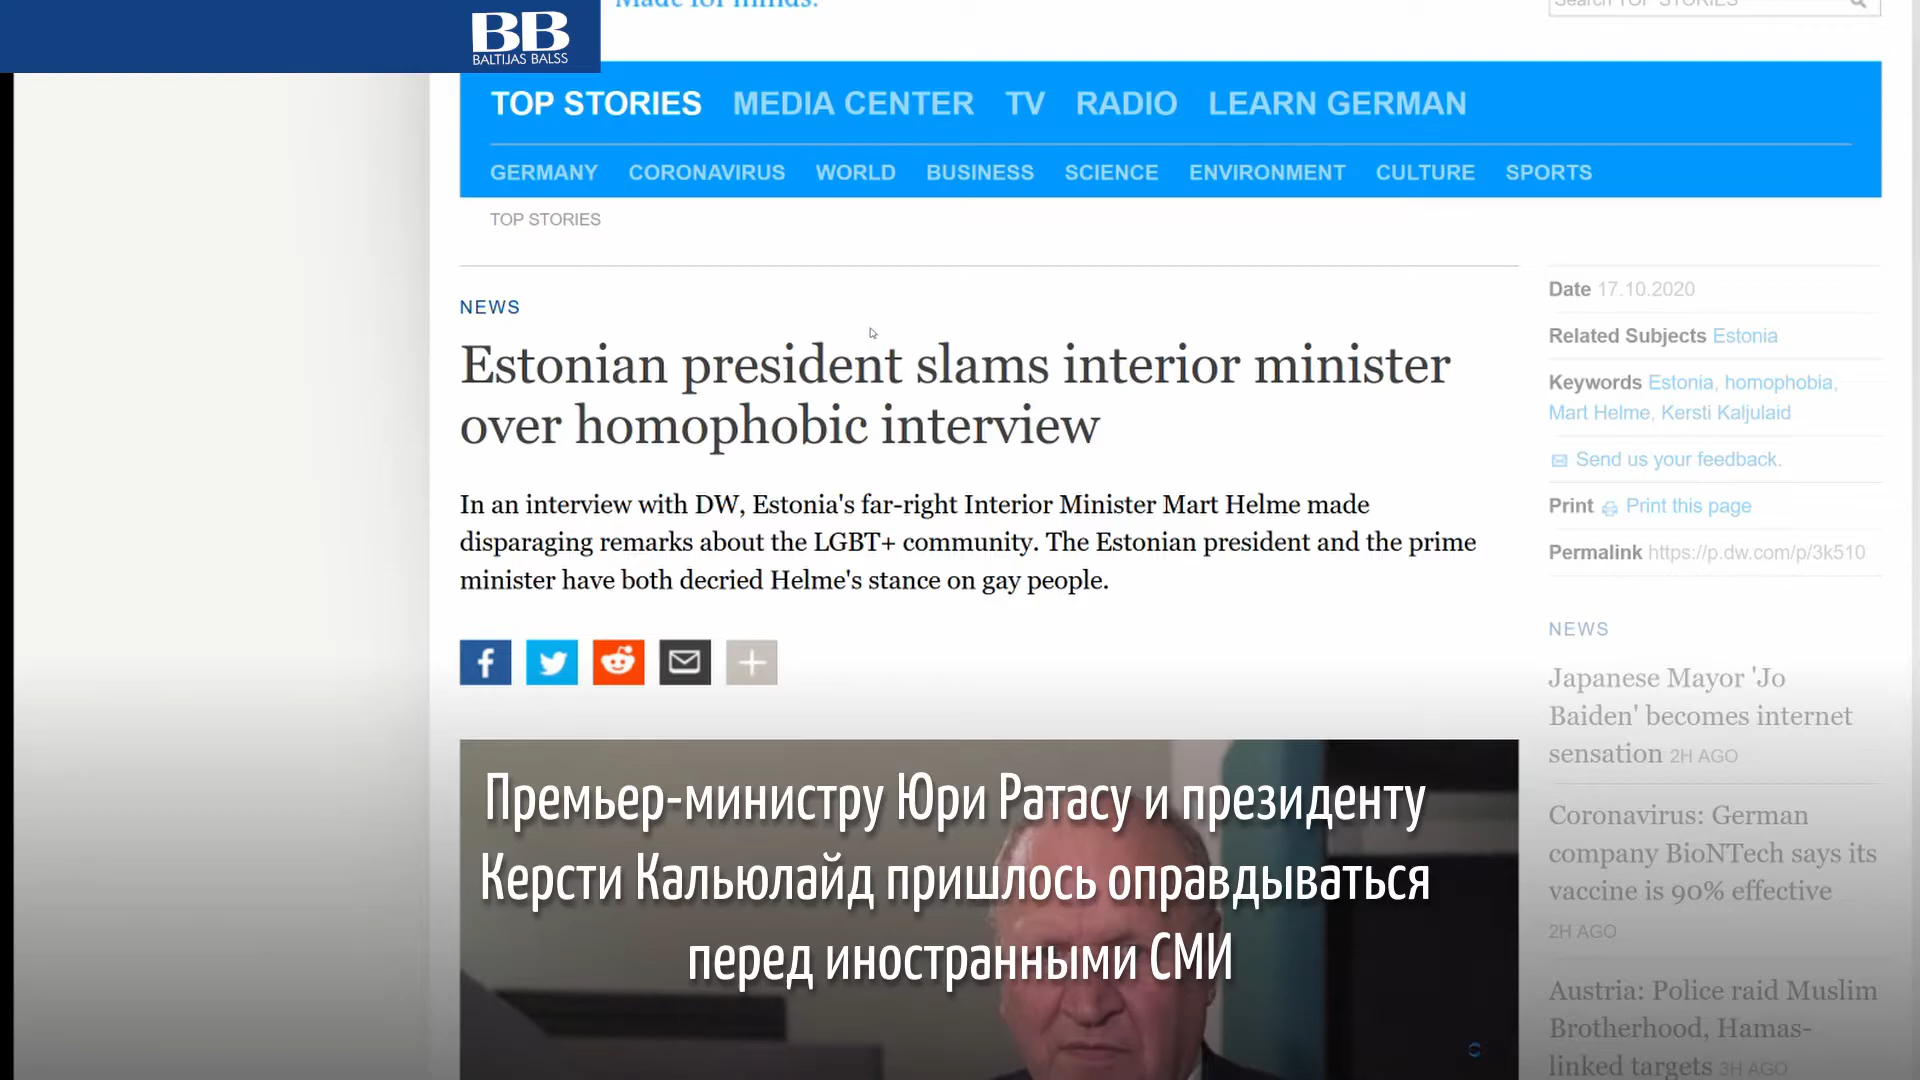 BB
BALTIJAS BALSS
Made for minds.
Search TOP STORIES
TOP STORIES MEDIA CENTER TV RADIO LEARN GERMAN
GERMANY CORONAVIRUS WORLD BUSINESS SCIENCE ENVIRONMENT CULTURE SPORTS
TOP STORIES
NEWS
Estonian president slams interior minister
over homophobic interview
In an interview with DW, Estonia's far-right Interior Minister Mart Helme made
disparaging remarks about the LGBT+ community. The Estonian president and the prime
minister have both decried Helme's stance on gay people.
Date 17.10.2020
Related Subjects Estonia
Keywords Estonia, homophobia,
Mart Helme, Kersti Kaljulaid
Send us your feedback.
Print Print this page
Permalink https://p.dw.com/p/3k510
NEWS
Japanese Mayor 'Jo
Baiden' becomes internet
sensation 2H AGO
Coronavirus: German
company BioNTech says its
vaccine is 90% effective
2H AGO
Austria: Police raid Muslim
Brotherhood, Hamas-
linked targets 3H AGO
Премьер-министру Юри Ратасу и президенту
Керсти Кальюлайд пришлось оправдываться
перед иностранными СМИ